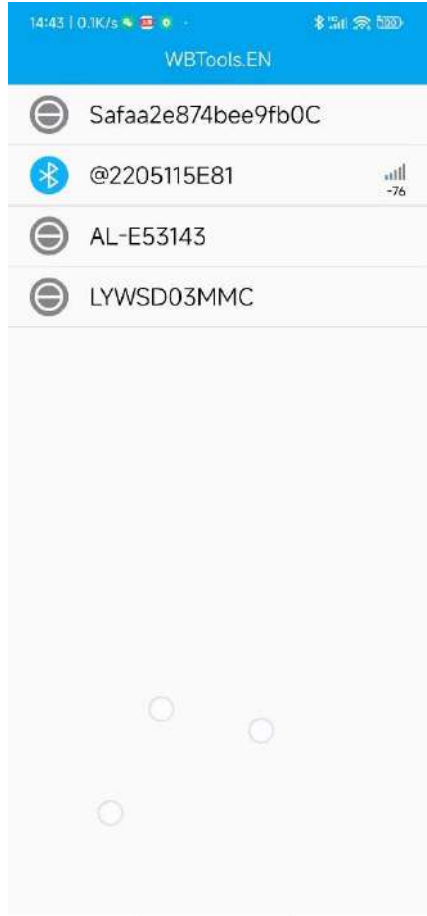 14:43 | 0.1K/s
WBTools.EN
Safaa2e874bee9fb0C
@2205115E81
-76
AL-E53143
LYWSD03MMC